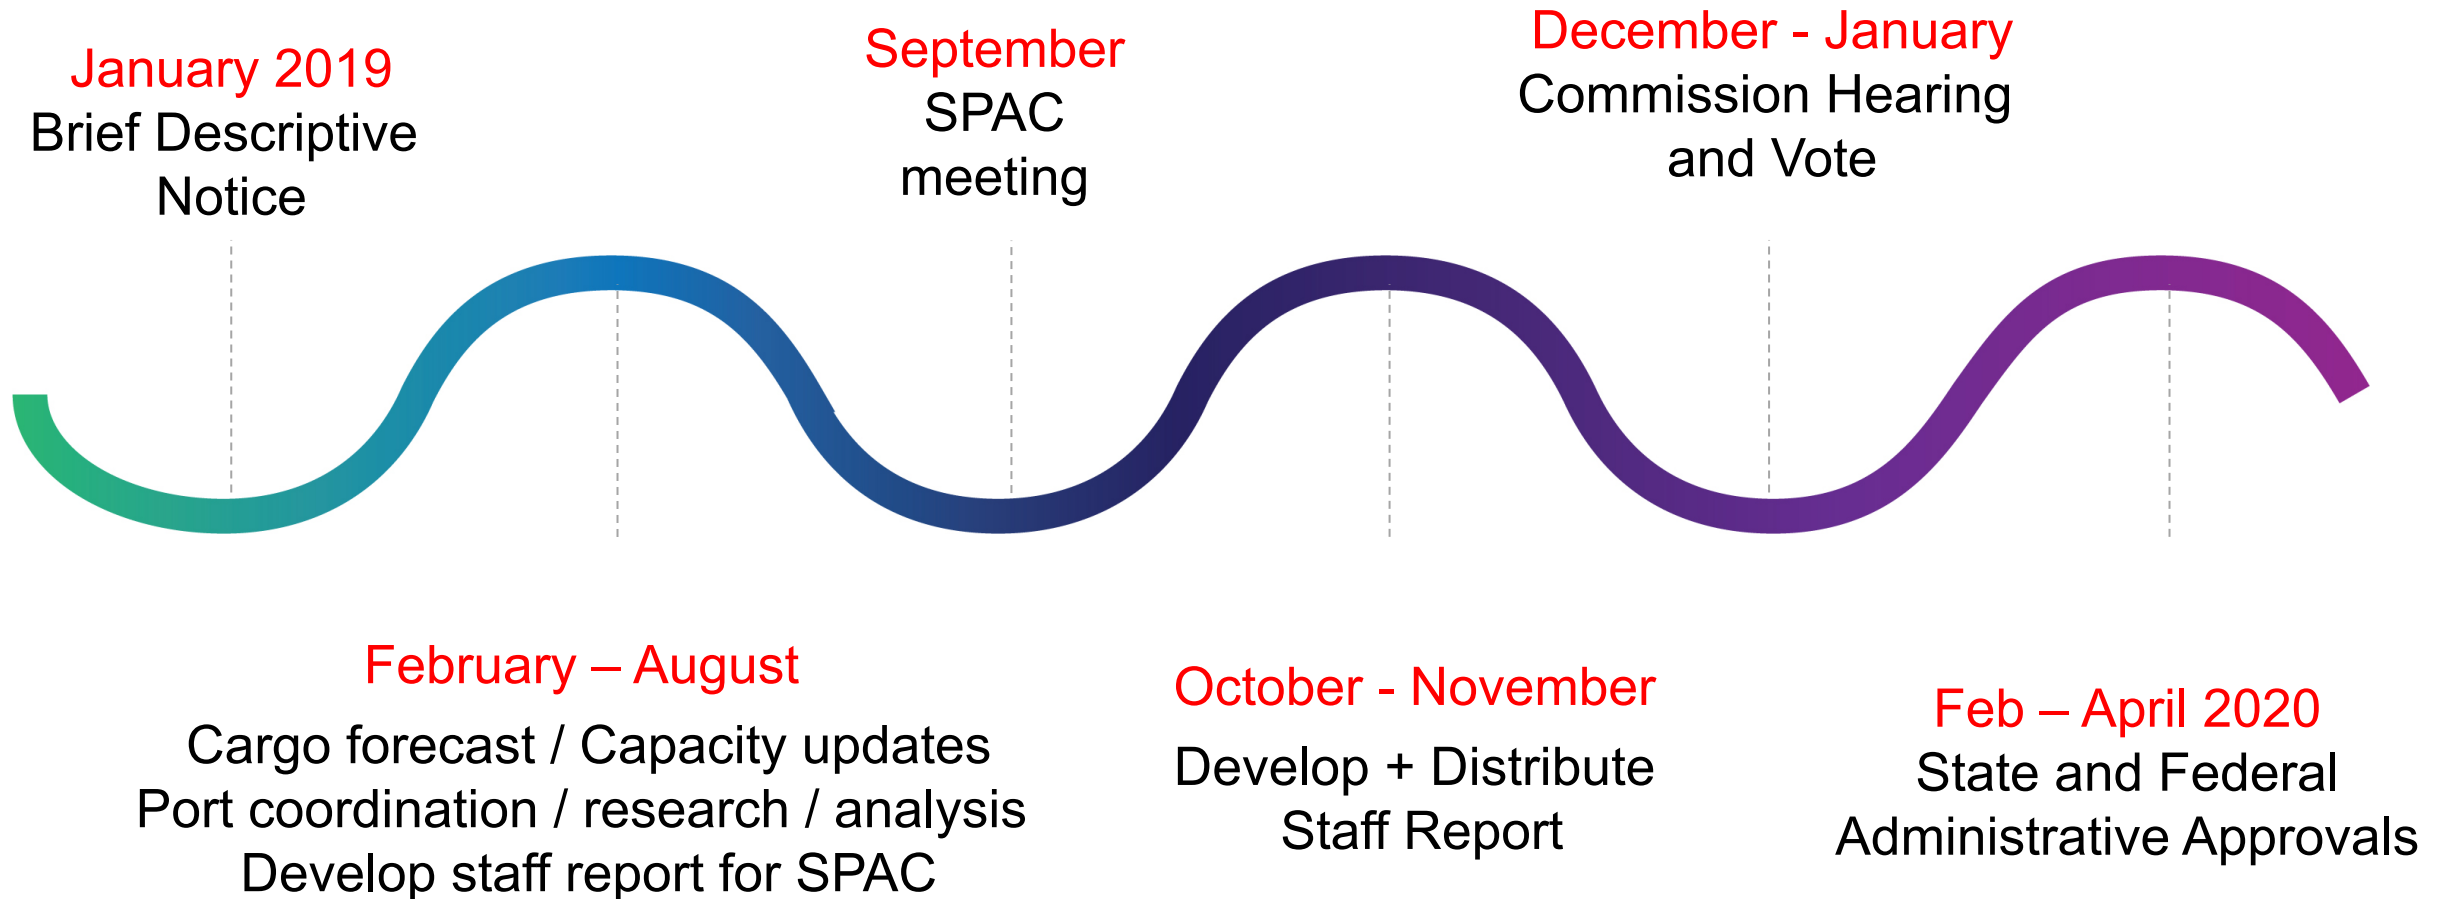 January 2019
Brief Descriptive
Notice
February – August
Cargo forecast / Capacity updates
Port coordination / research / analysis
Develop staff report for SPAC
September
SPAC
meeting
October - November
Develop + Distribute
Staff Report
December - January
Commission Hearing
and Vote
Feb – April 2020
State and Federal
Administrative Approvals